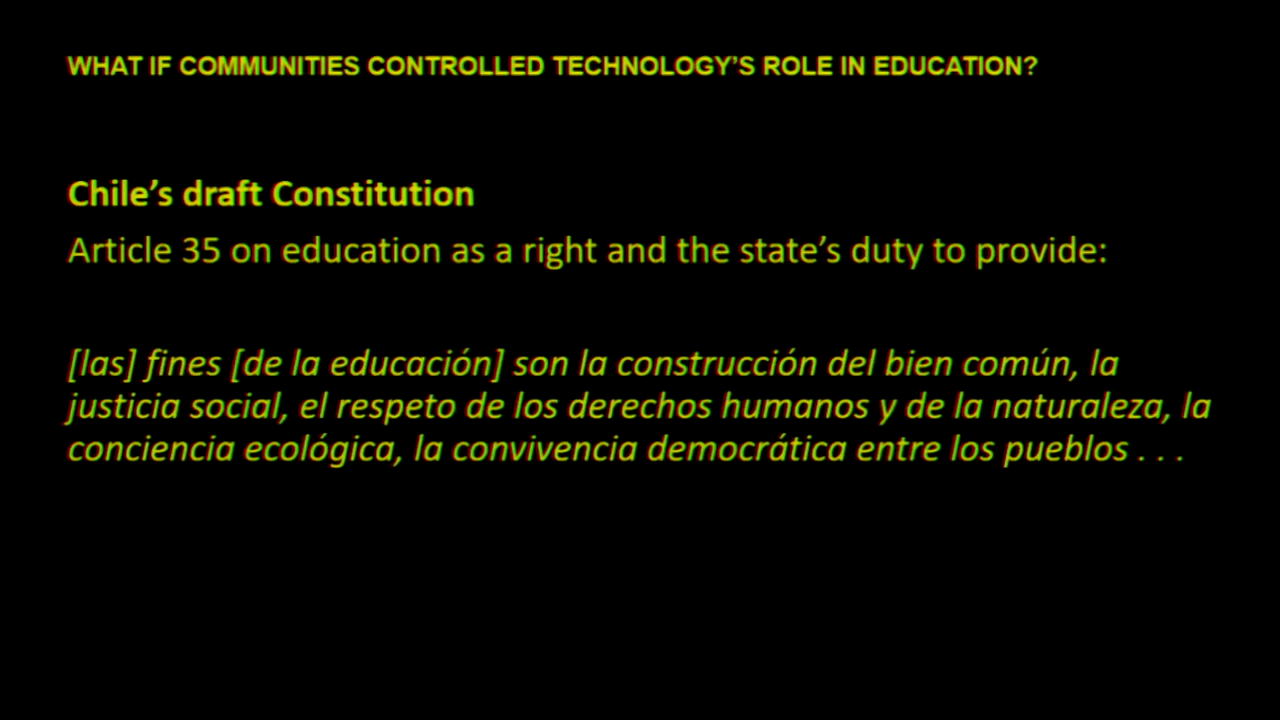 WHAT IF COMMUNITIES CONTROLLED TECHNOLOGY’S ROLE IN EDUCATION?
Chile’s draft Constitution
Article 35 on education as a right and the state’s duty to provide:
[las] fines [de la educación] son la construcción del bien común, la
justicia social, el respeto de los derechos humanos y de la naturaleza, la
conciencia ecológica, la convivencia democrática entre los pueblos . . .